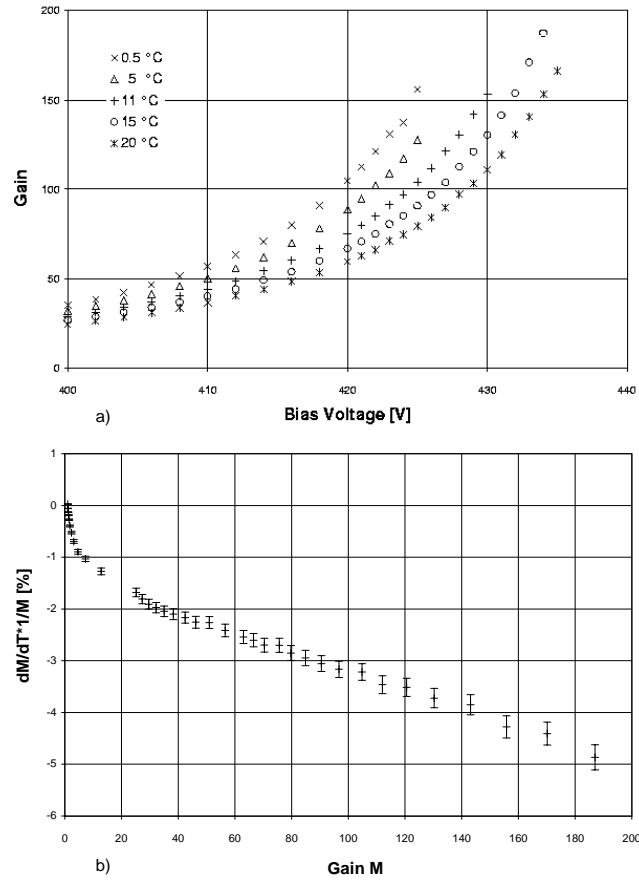 200
150
100
50
0
Gain
× 0.5 °C
△ 5 °C
+ 11 °C
○ 15 °C
✳ 20 °C
400
410
420
430
440
a)
Bias Voltage [V]
1
0
-1
-2
-3
-4
-5
-6
dM/dT*1/M [%]
0
20
40
60
80
100
120
140
160
180
200
b)
Gain M